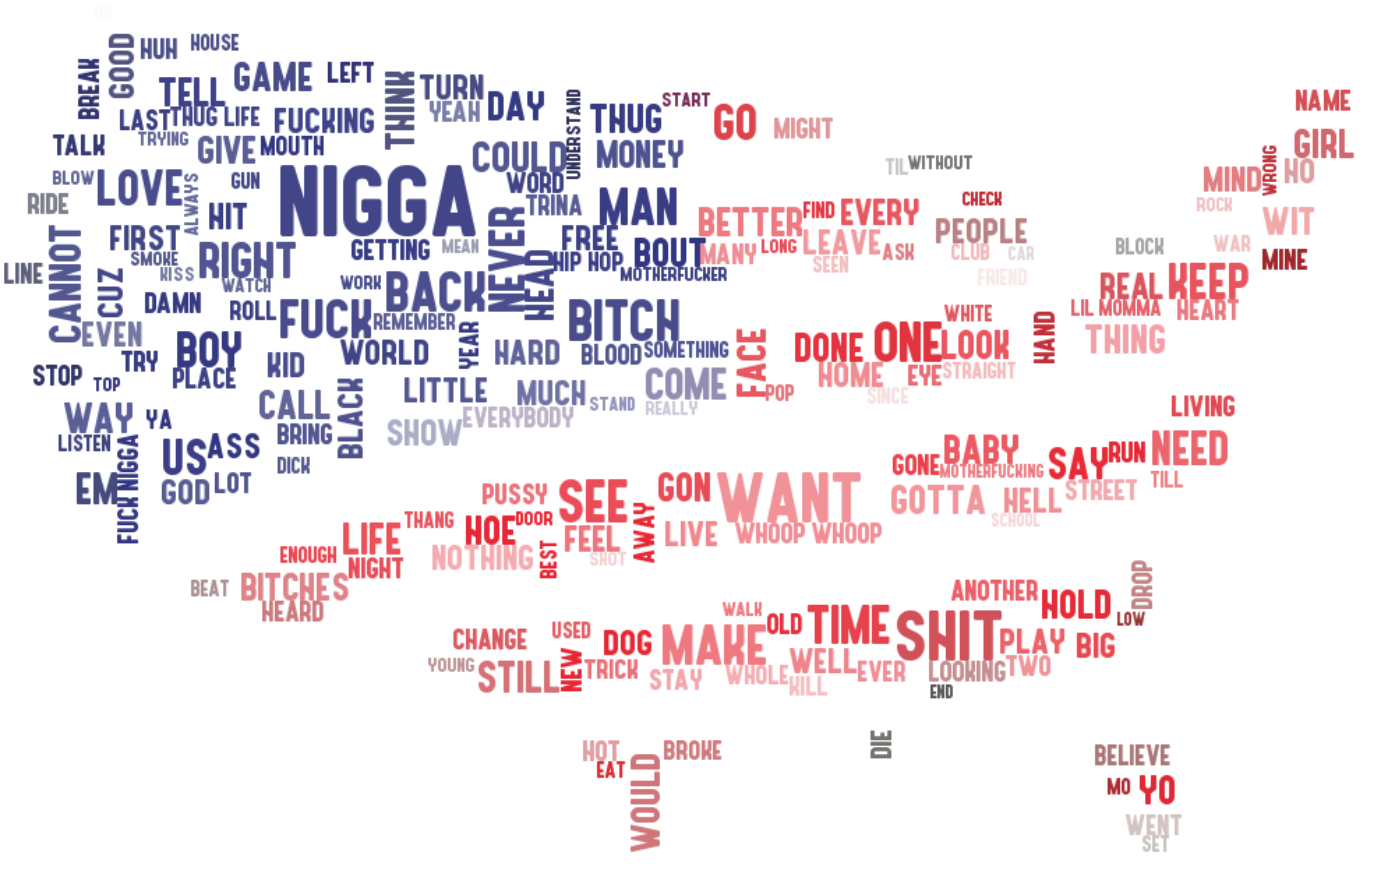 GOOD
HUH
HOUSE
BREAK
TELL
GAME
LEFT
THINK
TURN
YEAH
DAY
UNDERSTAND
THUG
START
GO
MIGHT
NAME
LAST
THUG LIFE
FUCKING
TALK
TRYING
GIVE
MOUTH
COULD
MONEY
GIRL
BLOW
LOVE
ALWAYS
GUN
NIGGA
WORD
TRINA
MAN
TIL
WITHOUT
MIND
WRONG
HO
RIDE
HIT
NEVER
BETTER
FIND
EVERY
CHECK
ROCK
WIT
FIRST
GETTING
MEAN
FREE
BOUT
MANY
LONG
LEAVE
ASK
PEOPLE
CLUB
CAR
BLOCK
WAR
MINE
CANNOT
SMOKE
KISS
RIGHT
HEAD
HIP HOP
MOTHERFUCKER
SEEN
FRIEND
LINE
CUZ
WATCH
WORK
BACK
REAL
KEEP
DAMN
ROLL
FUCK
REMEMBER
BITCH
WHITE
HAND
LIL MOMMA
HEART
EVEN
BOY
WORLD
YEAR
HARD
BLOOD
SOMETHING
FACE
DONE
ONE
LOOK
THING
STOP
TOP
TRY
PLACE
KID
LITTLE
MUCH
STAND
COME
REALLY
POP
HOME
EYE
STRAIGHT
SINCE
WAY
YA
CALL
BLACK
SHOW
EVERYBODY
LIVING
LISTEN
FUCK NIGGA
US
ASS
BRING
DICK
GONE
BABY
MOTHERFUCKING
SAY
RUN
NEED
EM
GOD
LOT
PUSSY
SEE
GON
WANT
GOTTA
HELL
STREET
TILL
SCHOOL
LIFE
THANG
HOE
DOOR
FEEL
AWAY
LIVE
WHOOP WHOOP
ENOUGH
NIGHT
NOTHING
BEST
SHOT
BEAT
BITCHES
HEARD
ANOTHER
HOLD
DROP
LOW
CHANGE
USED
DOG
WALK
MAKE
OLD
TIME
SHIT
PLAY
BIG
YOUNG
STILL
NEW
TRICK
STAY
WHOLE
WELL
KILL
EVER
LOOKING
TWO
END
HOT
EAT
WOULD
BROKE
DIE
BELIEVE
MO
YO
WENT
SET